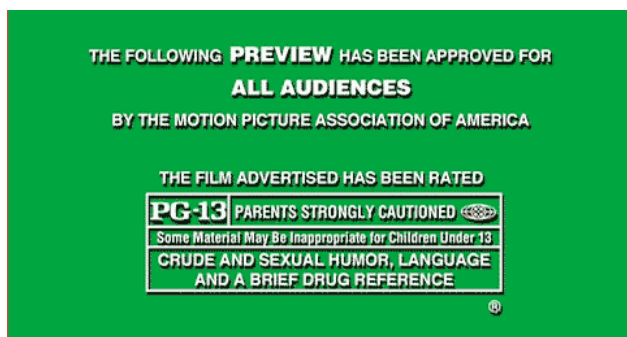 THE FOLLOWING PREVIEW HAS BEEN APPROVED FOR
ALL AUDIENCES
BY THE MOTION PICTURE ASSOCIATION OF AMERICA
THE FILM ADVERTISED HAS BEEN RATED
PG-13 PARENTS STRONGLY CAUTIONED
Some Material May Be Inappropriate for Children Under 13
CRUDE AND SEXUAL HUMOR, LANGUAGE
AND A BRIEF DRUG REFERENCE
®